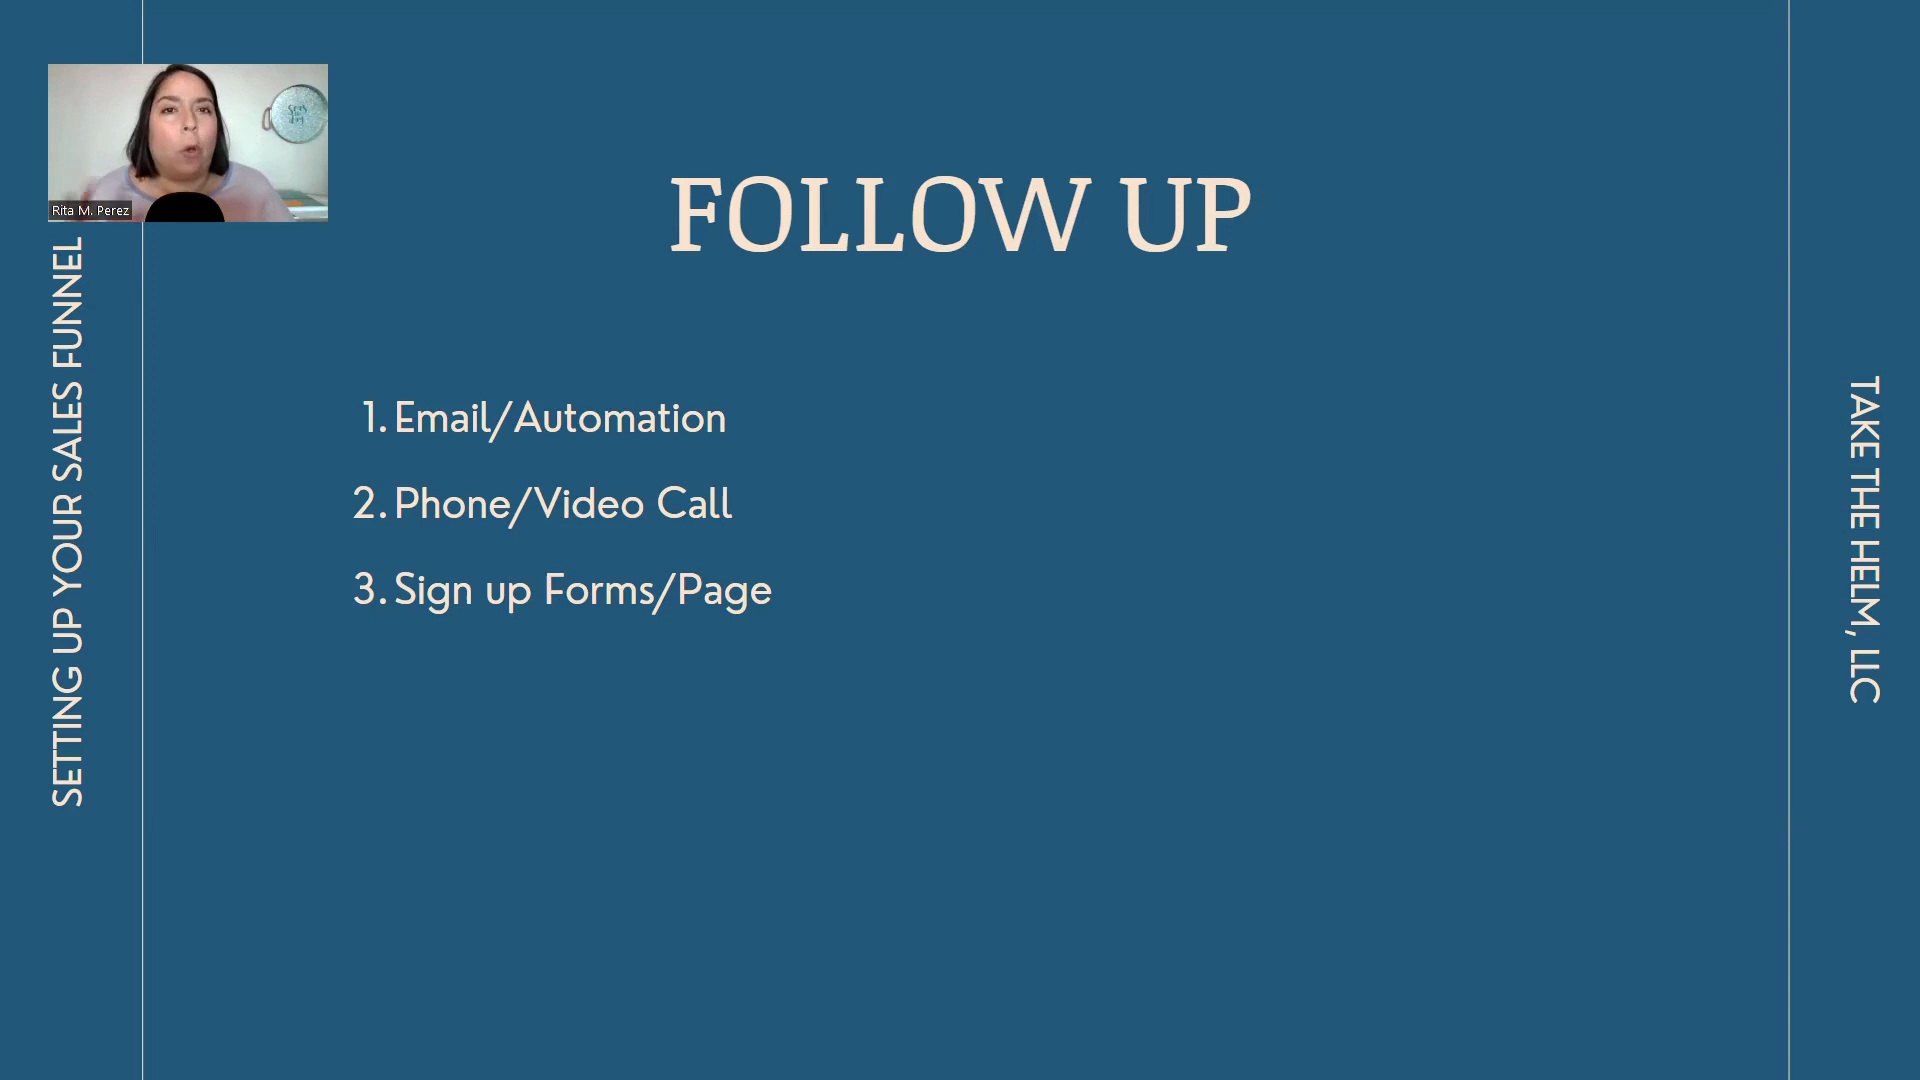 Rita M. Perez
SETTING UP YOUR SALES FUNNEL
FOLLOW UP
1. Email/Automation
2. Phone/Video Call
3. Sign up Forms/Page
TAKE THE HELM, LLC